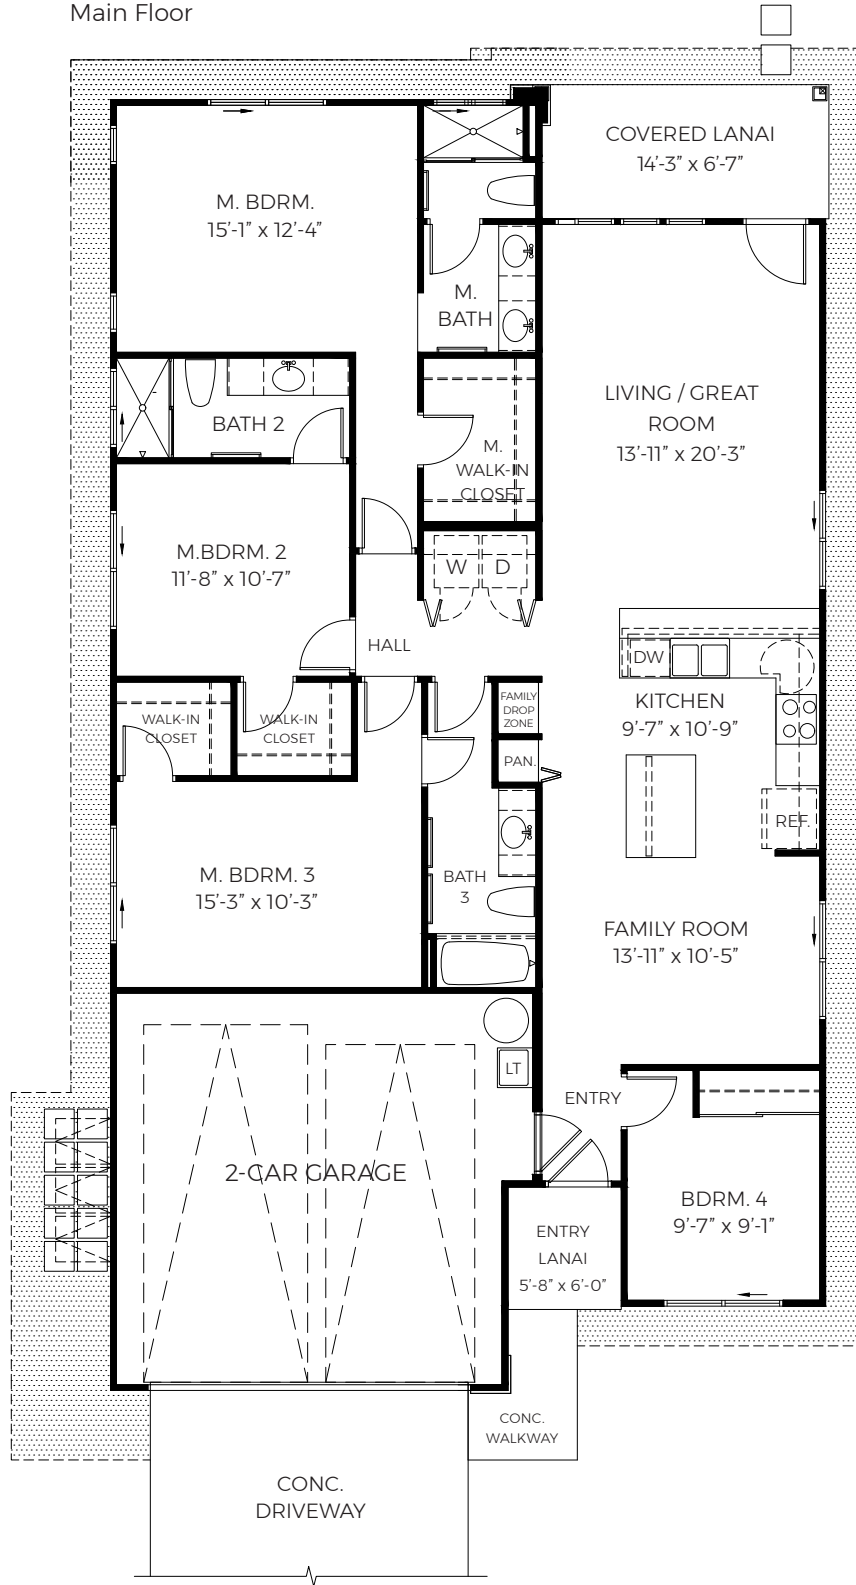 Main Floor
COVERED LANAI
14'-3" x 6'-7"
M. BDRM.
15'-1" x 12'-4"
M.
BATH
LIVING / GREAT
ROOM
13'-11" x 20'-3"
BATH 2
M.
WALK-IN
CLOSET
M.BDRM. 2
11'-8" x 10'-7"
W
D
HALL
DW
KITCHEN
9'-7" x 10'-9"
FAMILY
DROP
ZONE
WALK-IN
CLOSET
WALK-IN
CLOSET
PAN.
REF.
M. BDRM. 3
15'-3" x 10'-3"
BATH
3
FAMILY ROOM
13'-11" x 10'-5"
LT
ENTRY
2-CAR GARAGE
BDRM. 4
9'-7" x 9'-1"
ENTRY
LANAI
5'-8" x 6'-0"
CONC.
WALKWAY
CONC.
DRIVEWAY